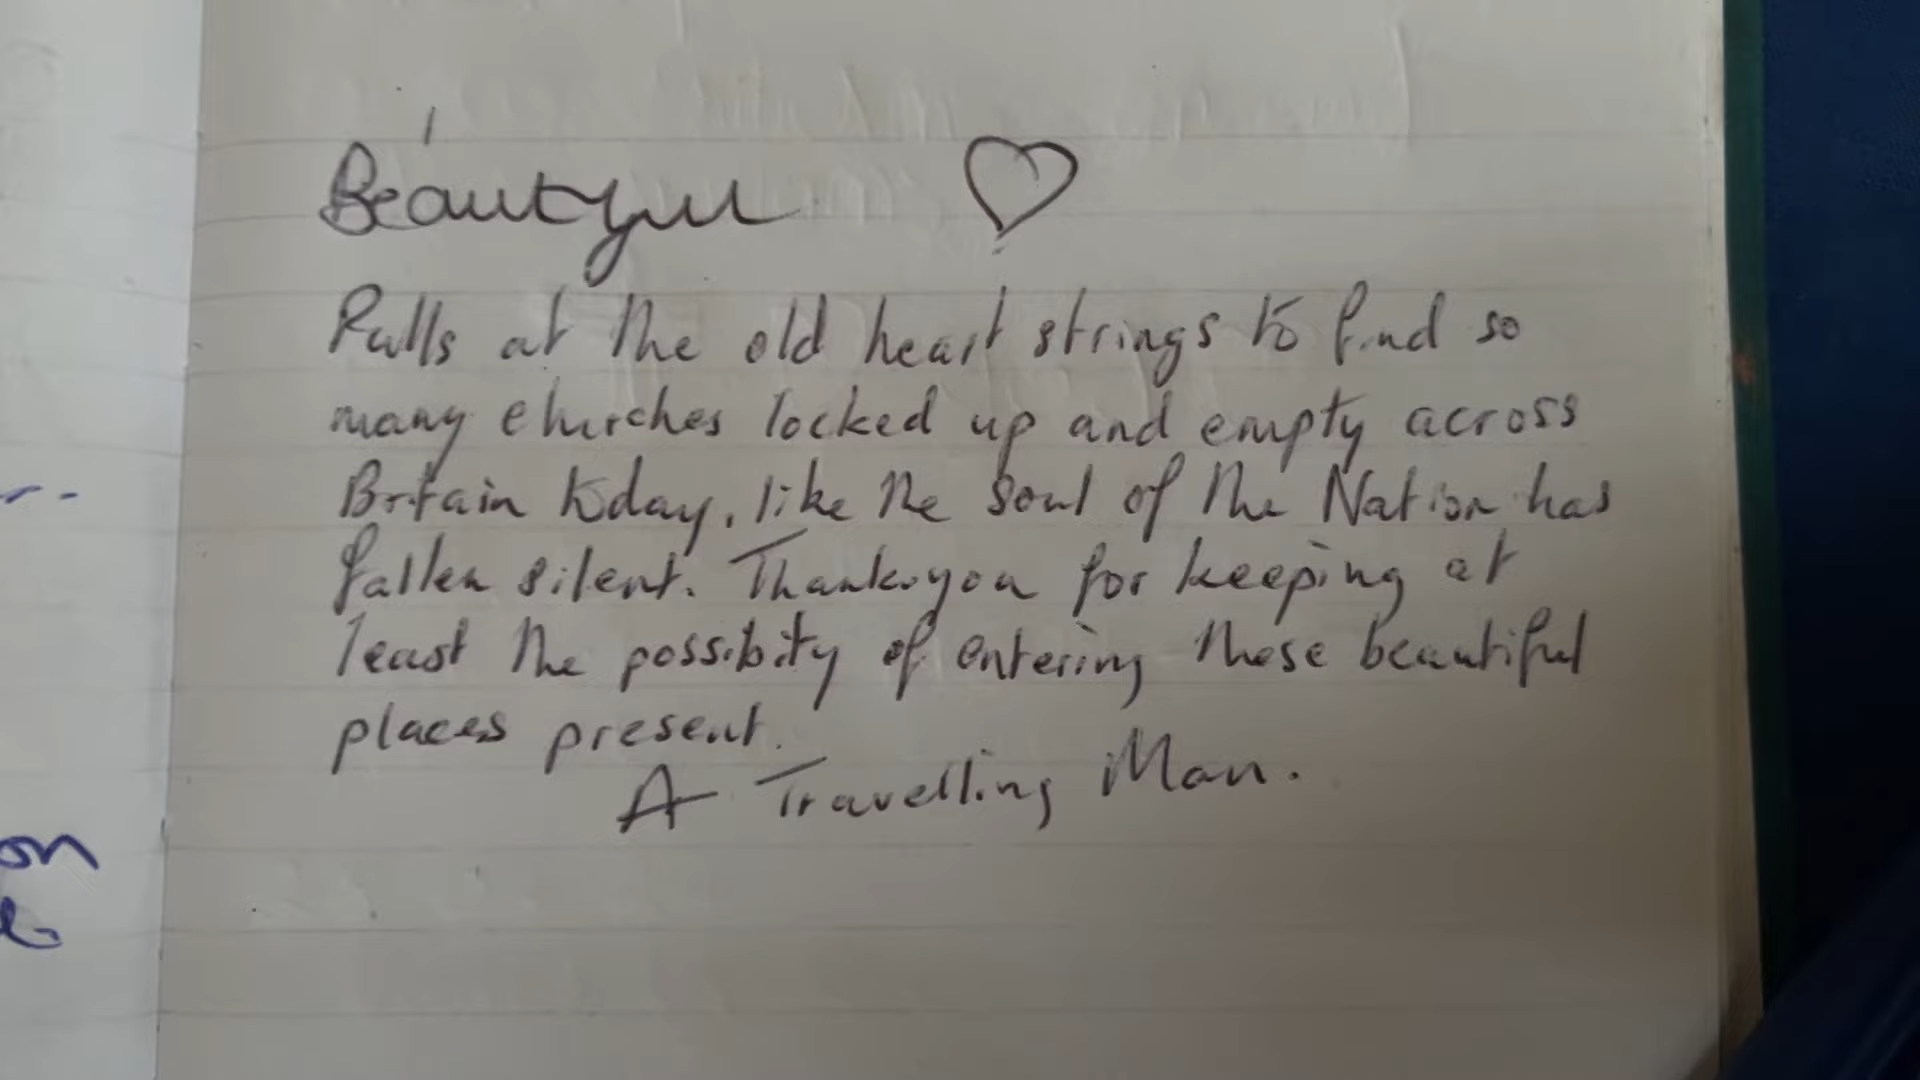 Beautiful
Pulls at the old heart strings to find so
many churches locked up and empty across
Britain today, like the soul of the Nation has
fallen silent. Thankyou for keeping at
least the possibity of entering these beautiful
places present.
A Travelling Man.
on